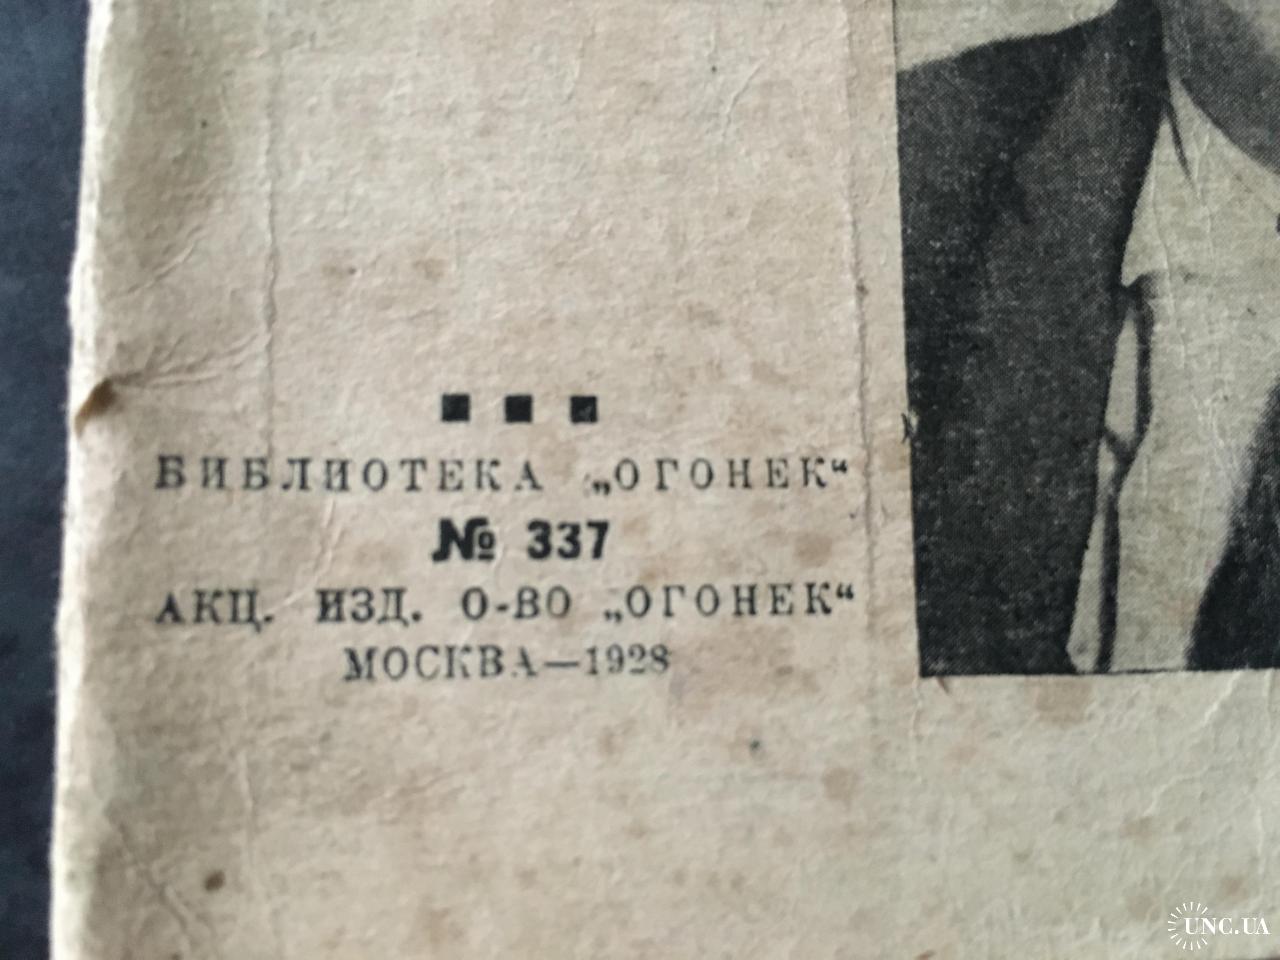 БИБЛИОТЕКА „ОГОНЕК“
№ 337
АКЦ. ИЗД. О-ВО „ОГОНЕК“
МОСКВА—1928
UNC.UA